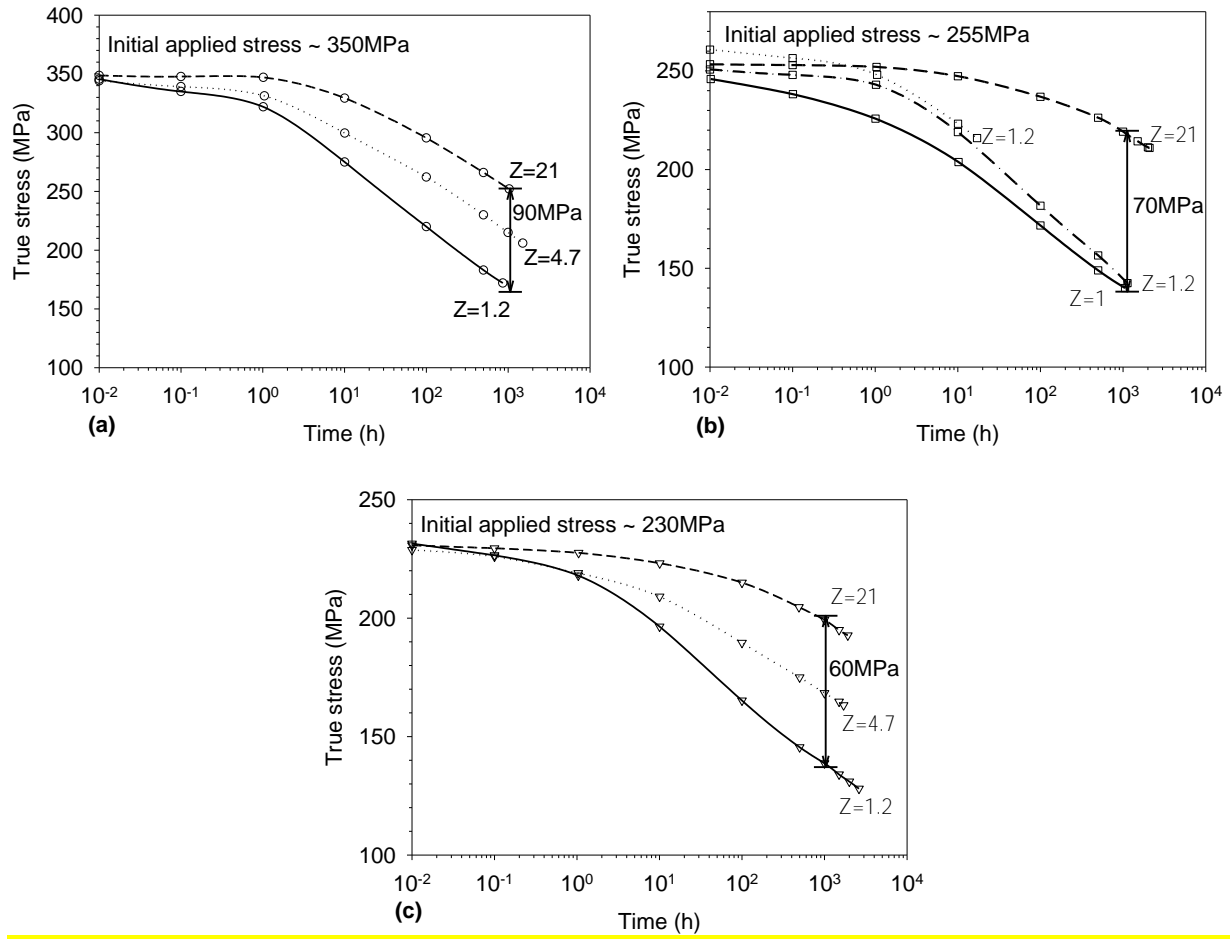 Initial applied stress ~ 350MPa
True stress (MPa)
400
350
300
250
200
150
100
Z=21
90MPa
Z=4.7
Z=1.2
10-2 10-1 100 101 102 103 104
(a)
Time (h)
Initial applied stress ~ 255MPa
True stress (MPa)
250
200
150
100
Z=1.2
Z=21
70MPa
Z=1
Z=1.2
10-2 10-1 100 101 102 103 104
(b)
Time (h)
Initial applied stress ~ 230MPa
True stress (MPa)
250
200
150
100
Z=21
60MPa
Z=4.7
Z=1.2
10-2 10-1 100 101 102 103 104
(c)
Time (h)